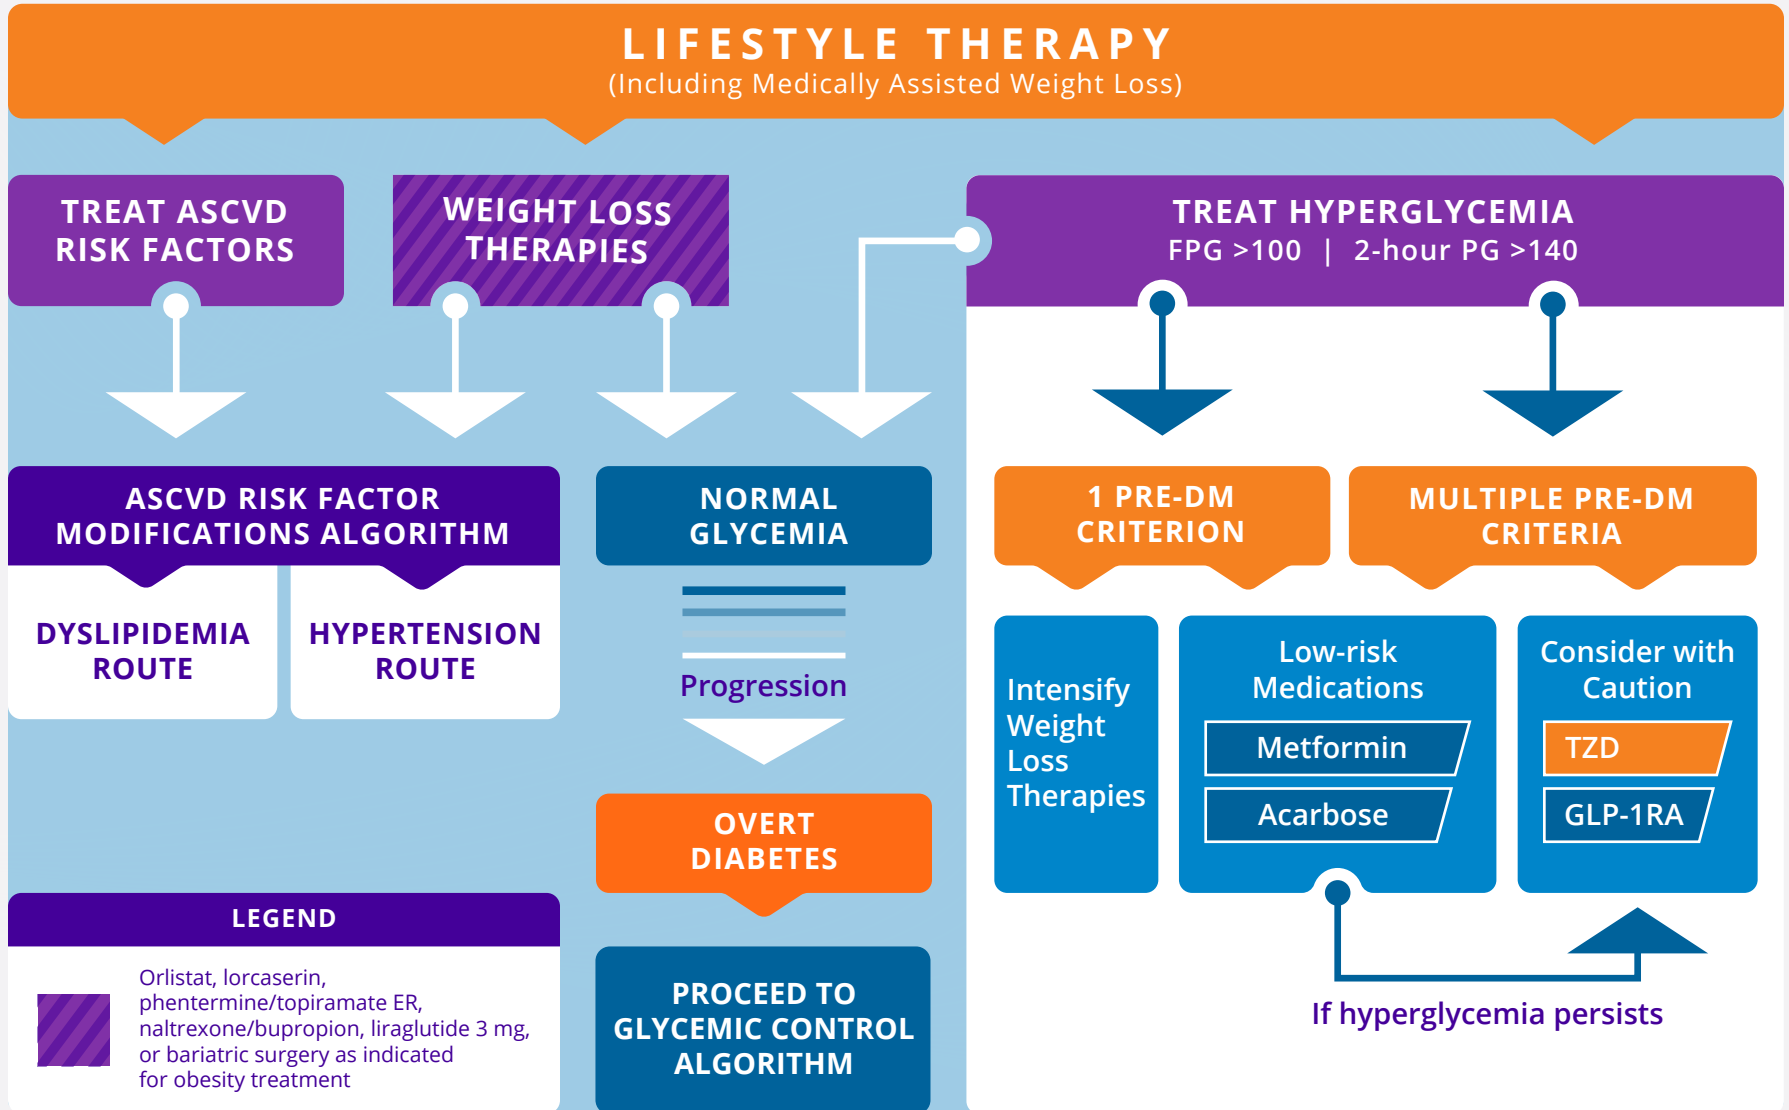 LIFESTYLE THERAPY
(Including Medically Assisted Weight Loss)
TREAT ASCVD
RISK FACTORS
WEIGHT LOSS
THERAPIES
TREAT HYPERGLYCEMIA
FPG >100 | 2-hour PG >140
ASCVD RISK FACTOR
MODIFICATIONS ALGORITHM
DYSLIPIDEMIA
ROUTE
HYPERTENSION
ROUTE
NORMAL
GLYCEMIA
Progression
OVERT
DIABETES
PROCEED TO
GLYCEMIC CONTROL
ALGORITHM
1 PRE-DM
CRITERION
MULTIPLE PRE-DM
CRITERIA
Intensify
Weight
Loss
Therapies
Low-risk
Medications
Metformin
Acarbose
Consider with
Caution
TZD
GLP-1RA
If hyperglycemia persists
LEGEND
Orlistat, lorcaserin,
phentermine/topiramate ER,
naltrexone/bupropion, liraglutide 3 mg,
or bariatric surgery as indicated
for obesity treatment